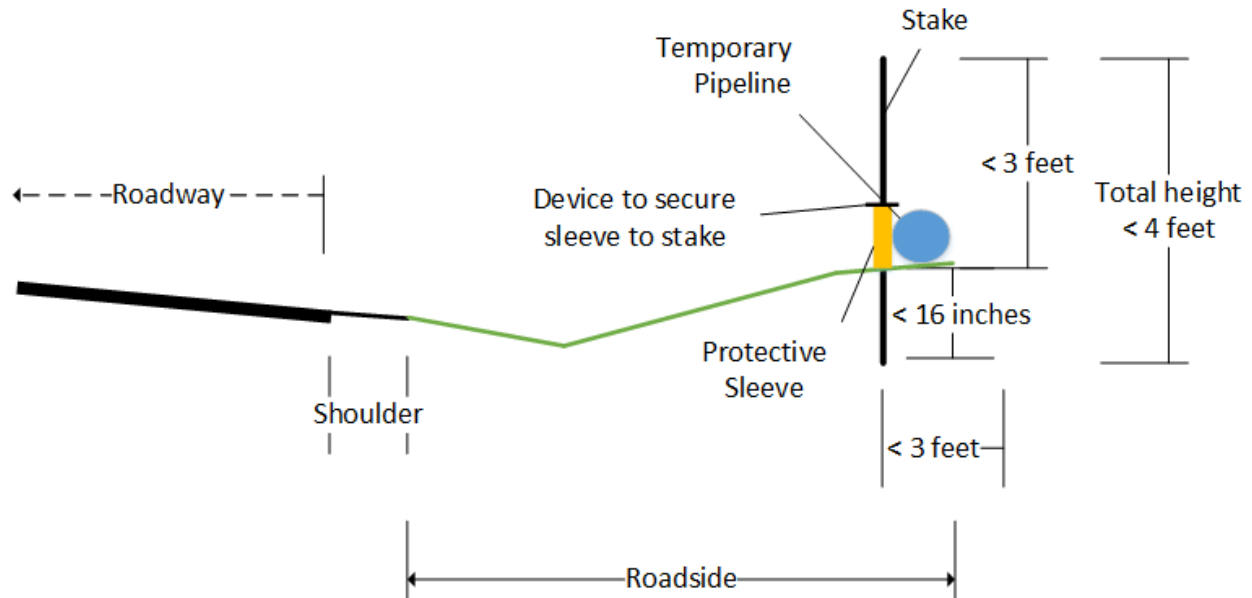 Stake
Temporary
Pipeline
< 3 feet
Roadway
Device to secure
sleeve to stake
Total height
< 4 feet
< 16 inches
Protective
Sleeve
Shoulder
< 3 feet
Roadside